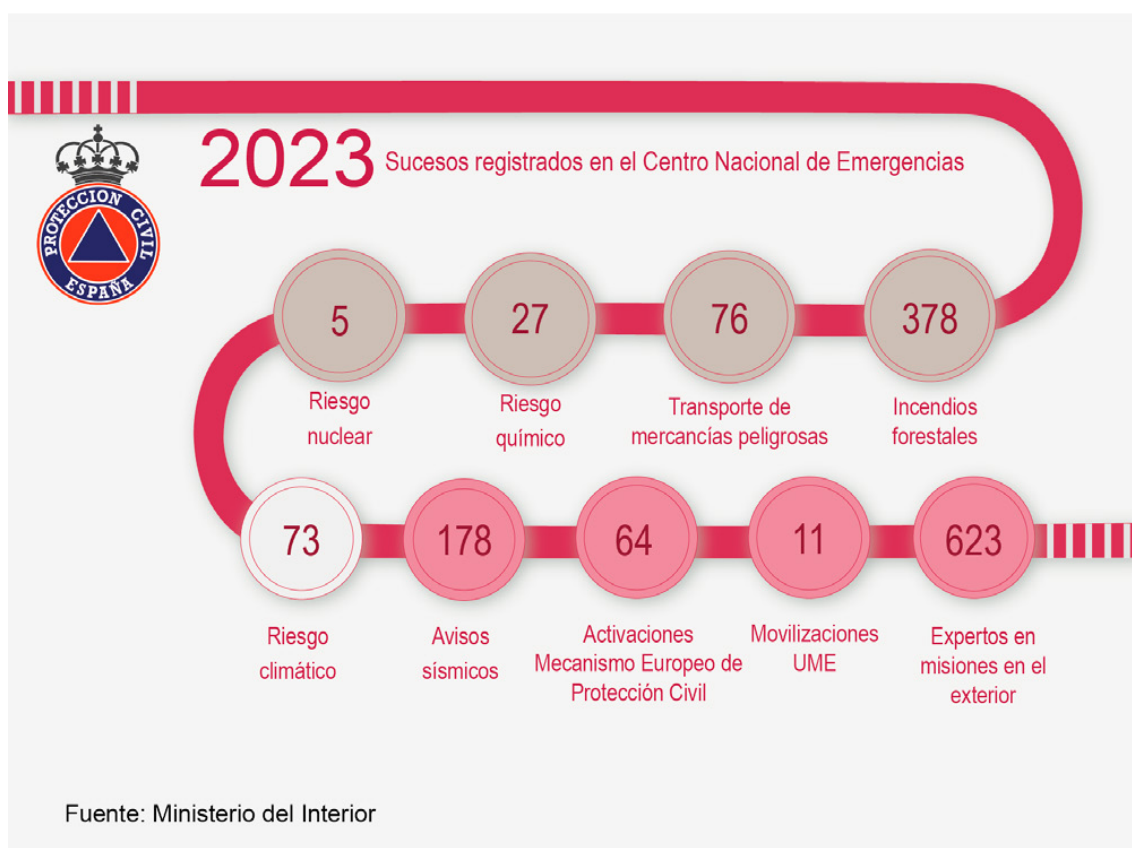 2023 Sucesos registrados en el Centro Nacional de Emergencias
PROTECCION CIVIL
ESPAÑA
5
27
76
378
Riesgo
nuclear
Riesgo
químico
Transporte de
mercancías peligrosas
Incendios
forestales
73
178
64
11
623
Riesgo
climático
Avisos
sísmicos
Activaciones
Mecanismo Europeo de
Protección Civil
Movilizaciones
UME
Expertos en
misiones en el
exterior
Fuente: Ministerio del Interior